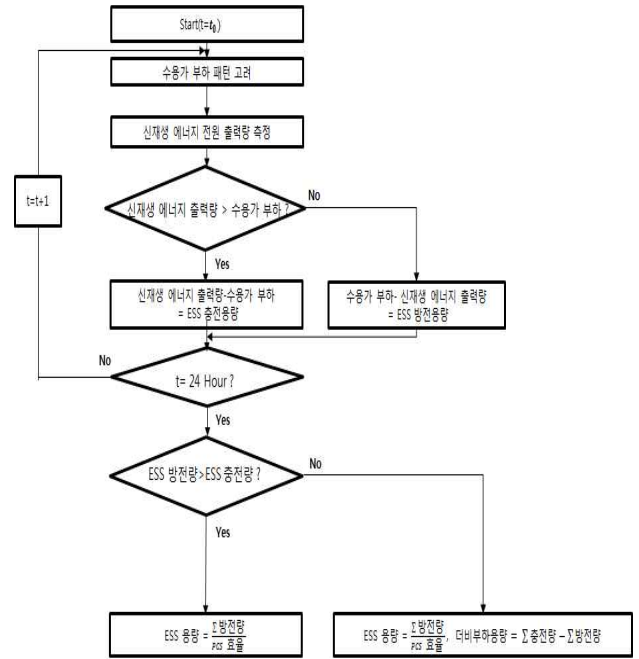 Start(t=t₀)
수용가 부하 패턴 고려
신재생 에너지 전원 출력량 측정
t=t+1
신재생 에너지 출력량 > 수용가 부하 ?
No
Yes
신재생 에너지 출력량-수용가 부하
= ESS 충전용량
수용가 부하- 신재생 에너지 출력량
= ESS 방전용량
No
t= 24 Hour ?
Yes
ESS 방전량>ESS 충전량 ?
No
Yes
ESS 용량 = ∑방전량 / PCS 효율
ESS 용량 = ∑방전량 / PCS 효율, 더비부하용량 = ∑충전량 – ∑방전량